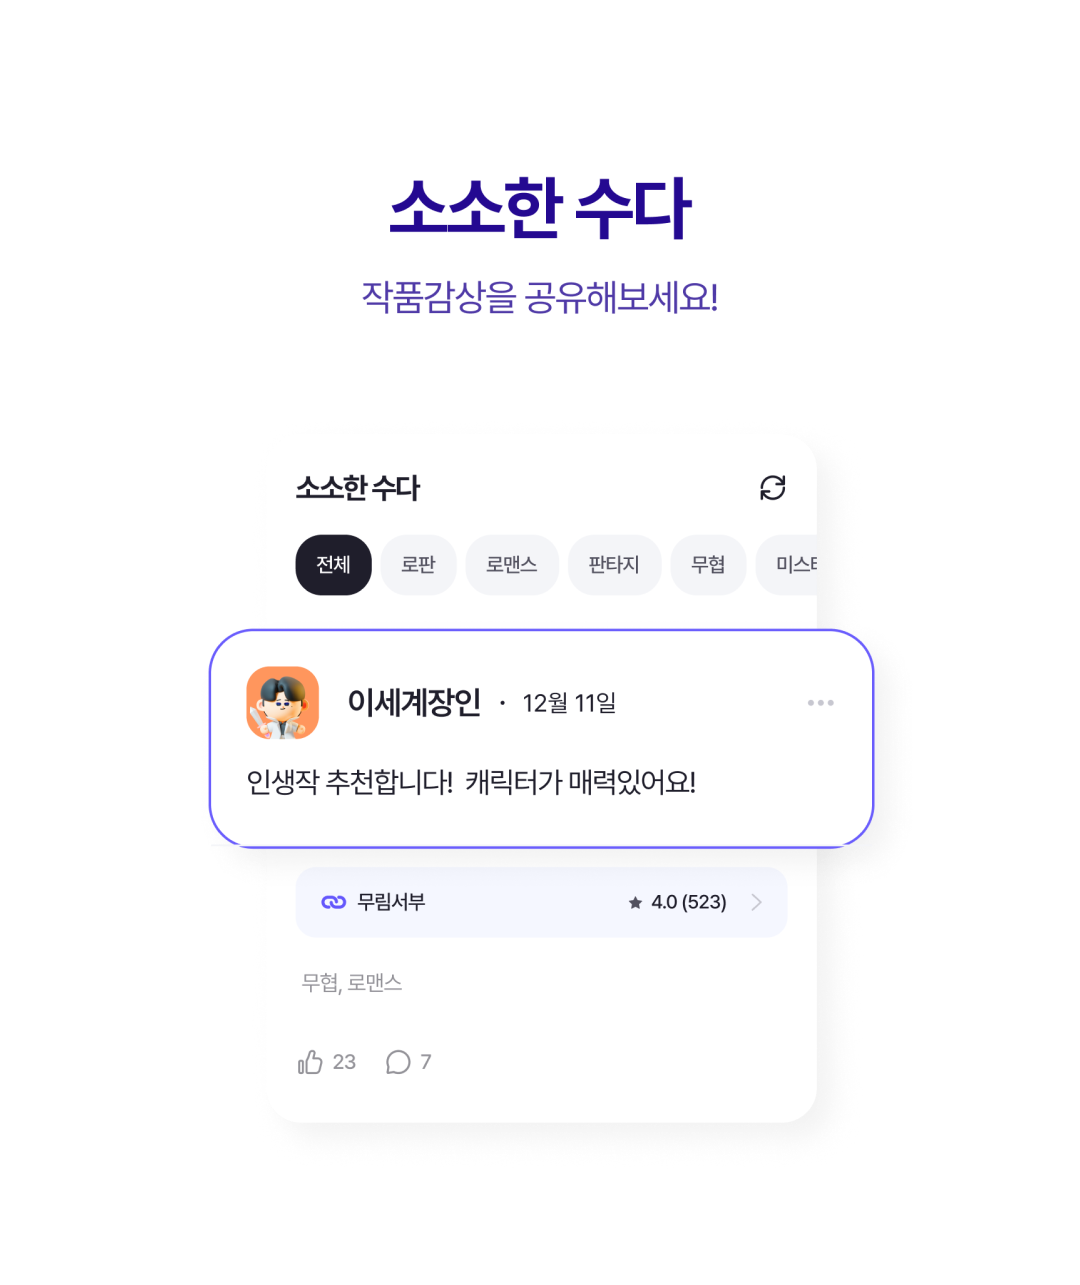 소소한 수다
작품감상을 공유해보세요!
소소한 수다
전체 로판 로맨스 판타지 무협 미스터
이세계장인 · 12월 11일
인생작 추천합니다! 캐릭터가 매력있어요!
무림서부 4.0 (523)
무협, 로맨스
23 7